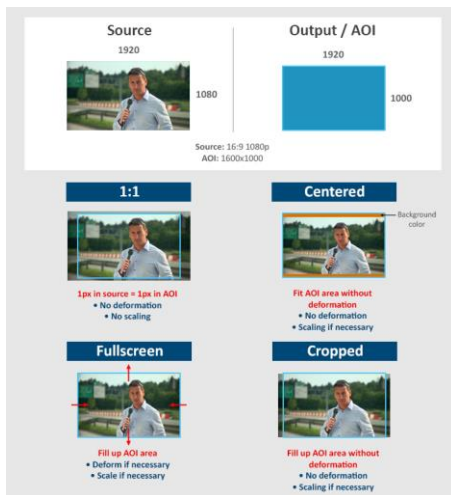 Source
Output / AOI
1920
1920
1080
1000
Source: 16:9 1080p
AOI: 1600x1000
1:1
Centered
Background
color
1px in source = 1px in AOI
• No deformation
• No scaling
Fit AOI area without
deformation
• No deformation
• Scaling if necessary
Fullscreen
Cropped
Fill up AOI area
• Deform if necessary
• Scale if necessary
Fill up AOI area without
deformation
• No deformation
• Scaling if necessary